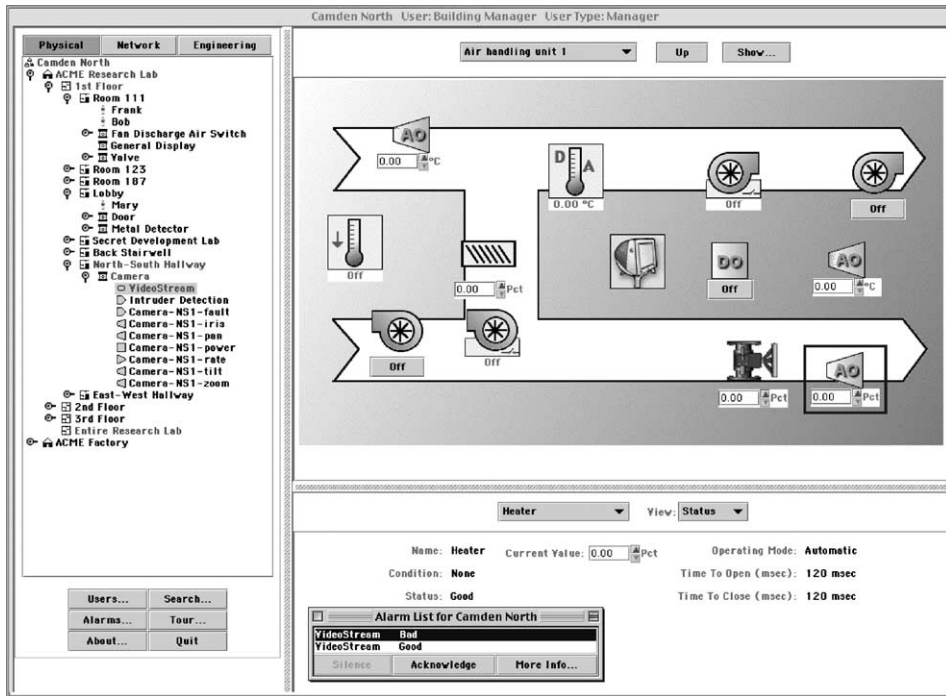 Camden North User: Building Manager User Type: Manager
Physical Network Engineering
Camden North
ACME Research Lab
1st Floor
Room 111
Frank
Bob
Fan Discharge Air Switch
General Display
Valve
Room 123
Room 187
Lobby
Mary
Door
Metal Detector
Secret Development Lab
Back Stairwell
North-South Hallway
Camera
VideoStream
Intruder Detection
Camera-NS1-fault
Camera-NS1-iris
Camera-NS1-pan
Camera-NS1-power
Camera-NS1-rate
Camera-NS1-tilt
Camera-NS1-zoom
East-West Hallway
2nd Floor
3rd Floor
Entire Research Lab
ACME Factory
Users... Search...
Alarms... Tour...
About... Quit
Air handling unit 1 Up Show...
AO
0.00 °C
D A
0.00 °C
Off
Off
Off
0.00 Pct
DO
Off
AO
0.00 °C
Off
Off
0.00 Pct
AO
0.00 Pct
Heater View: Status
Name: Heater Current Value: 0.00 Pct Operating Mode: Automatic
Condition: None Time To Open (msec): 120 msec
Status: Good Time To Close (msec): 120 msec
Alarm List for Camden North
VideoStream Bad
VideoStream Good
Silence Acknowledge More Info...